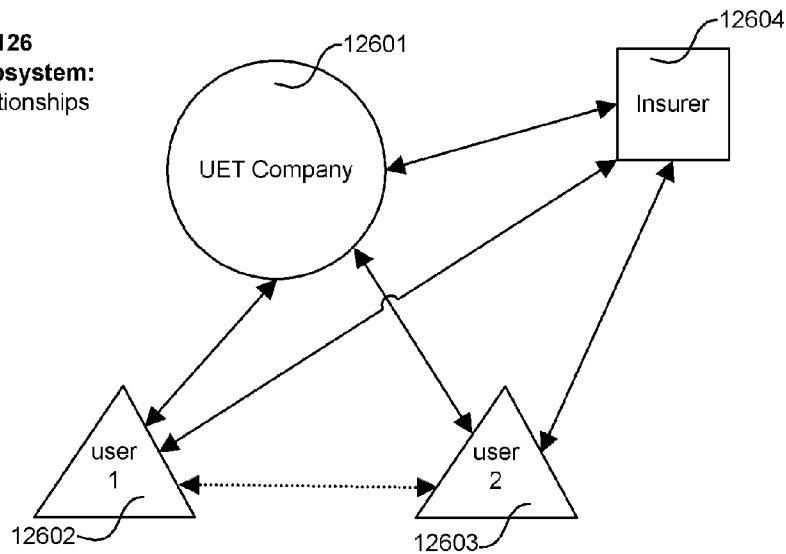 126
osystem:
tionships
12601
12604
UET Company
Insurer
user
1
user
2
12602
12603